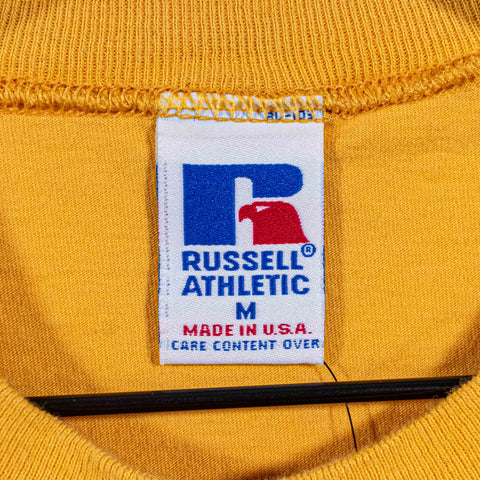 RUSSELL®
ATHLETIC
M
MADE IN U.S.A.
CARE CONTENT OVER